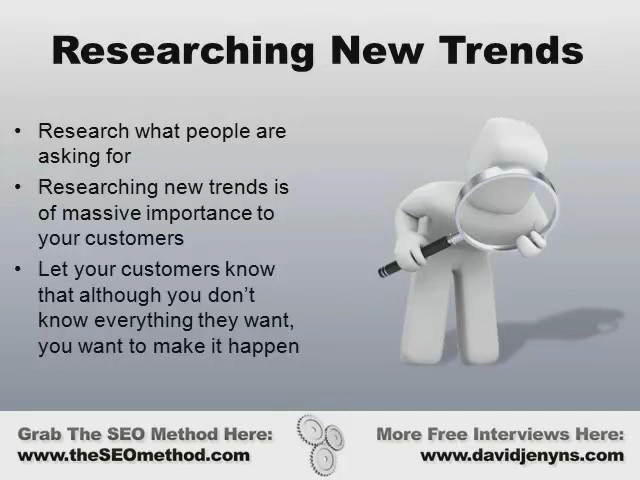 Researching New Trends
• Research what people are
asking for
• Researching new trends is
of massive importance to
your customers
• Let your customers know
that although you don't
know everything they want,
you want to make it happen
Grab The SEO Method Here:
www.theSEOmethod.com
More Free Interviews Here:
www.davidjenyns.com